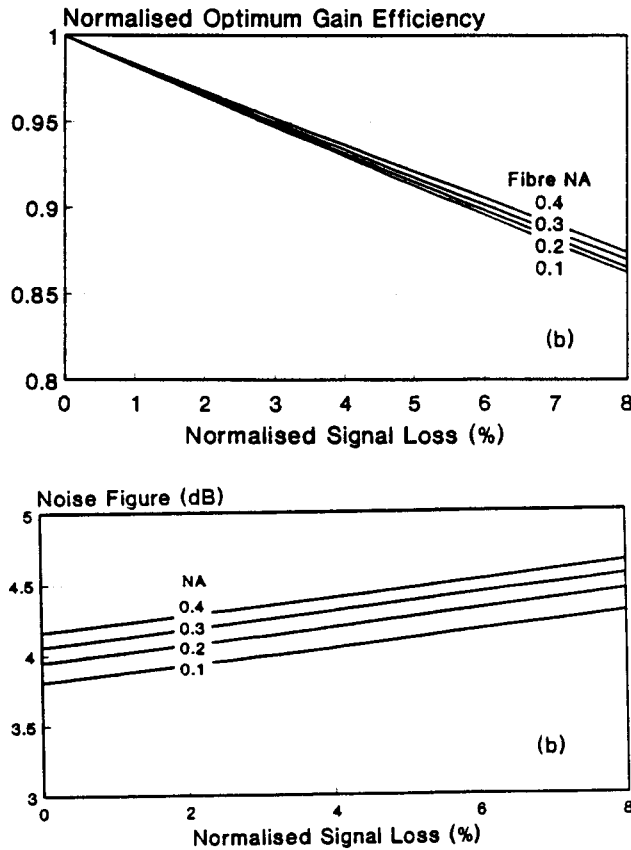 Normalised Optimum Gain Efficiency
1
0.95
0.9
0.85
0.8
Fibre NA
0.4
0.3
0.2
0.1
(b)
0 1 2 3 4 5 6 7 8
Normalised Signal Loss (%)
Noise Figure (dB)
5
4.5
4
3.5
3
NA
0.4
0.3
0.2
0.1
(b)
0 2 4 6 8
Normalised Signal Loss (%)